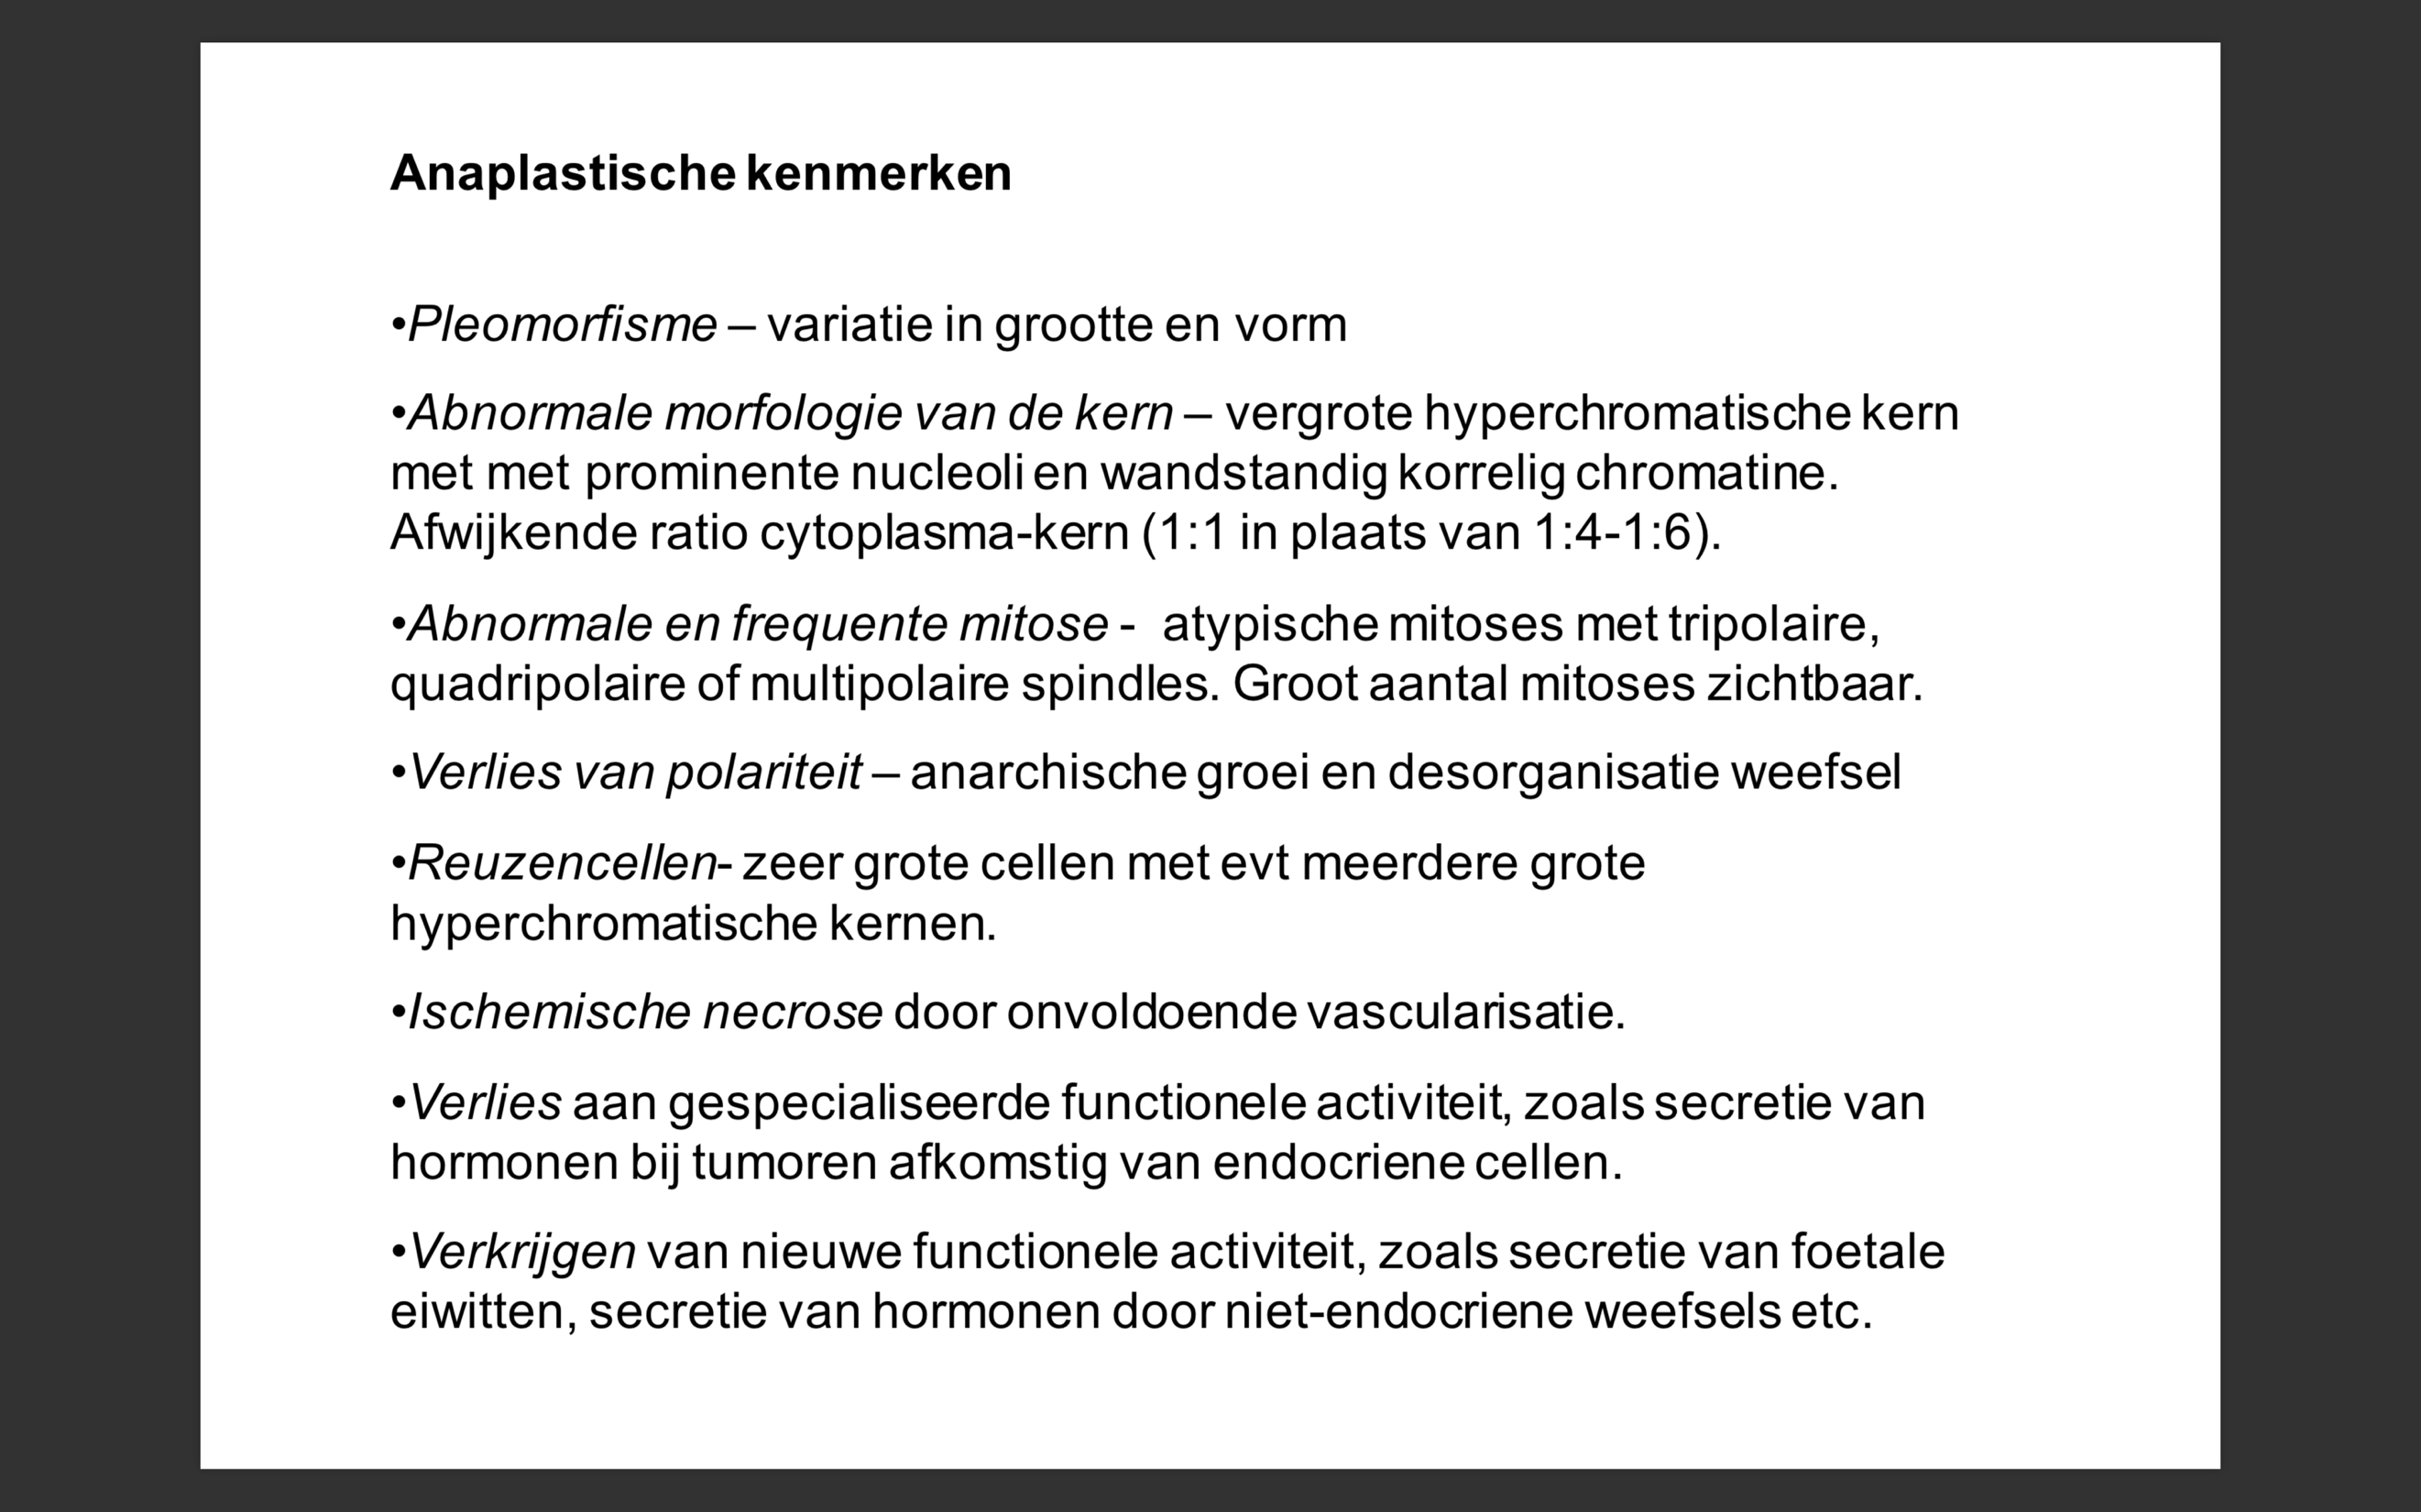 Anaplastische kenmerken
•Pleomorfisme – variatie in grootte en vorm
•Abnormale morfologie van de kern – vergrote hyperchromatische kern
met met prominente nucleoli en wandstandig korrelig chromatine.
Afwijkende ratio cytoplasma-kern (1:1 in plaats van 1:4-1:6).
•Abnormale en frequente mitose - atypische mitoses met tripolaire,
quadripolaire of multipolaire spindles. Groot aantal mitoses zichtbaar.
•Verlies van polariteit – anarchische groei en desorganisatie weefsel
•Reuzencellen- zeer grote cellen met evt meerdere grote
hyperchromatische kernen.
•Ischemische necrose door onvoldoende vascularisatie.
•Verlies aan gespecialiseerde functionele activiteit, zoals secretie van
hormonen bij tumoren afkomstig van endocriene cellen.
•Verkrijgen van nieuwe functionele activiteit, zoals secretie van foetale
eiwitten, secretie van hormonen door niet-endocriene weefsels etc.